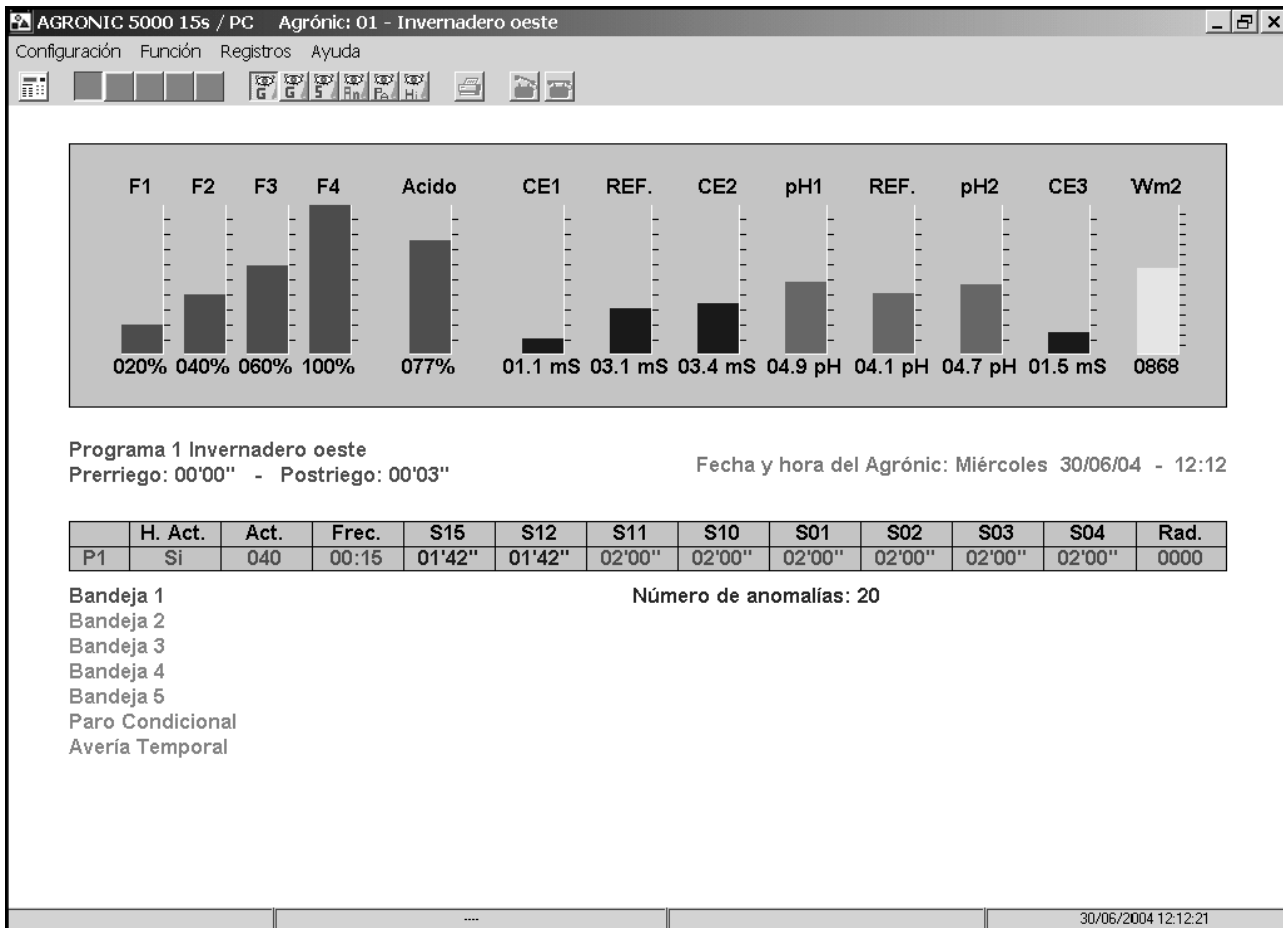 AGRONIC 5000 15s / PC Agrónic: 01 - Invernadero oeste
Configuración Función Registros Ayuda
G G S An Pa Hi
F1 F2 F3 F4 Acido CE1 REF. CE2 pH1 REF. pH2 CE3 Wm2
020% 040% 060% 100% 077% 01.1 mS 03.1 mS 03.4 mS 04.9 pH 04.1 pH 04.7 pH 01.5 mS 0868
Programa 1 Invernadero oeste
Prerriego: 00'00" - Postriego: 00'03"
Fecha y hora del Agrónic: Miércoles 30/06/04 - 12:12
H. Act. Act. Frec. S15 S12 S11 S10 S01 S02 S03 S04 Rad.
P1 Si 040 00:15 01'42" 01'42" 02'00" 02'00" 02'00" 02'00" 02'00" 02'00" 0000
Bandeja 1
Número de anomalías: 20
Bandeja 2
Bandeja 3
Bandeja 4
Bandeja 5
Paro Condicional
Avería Temporal
---- 30/06/2004 12:12:21